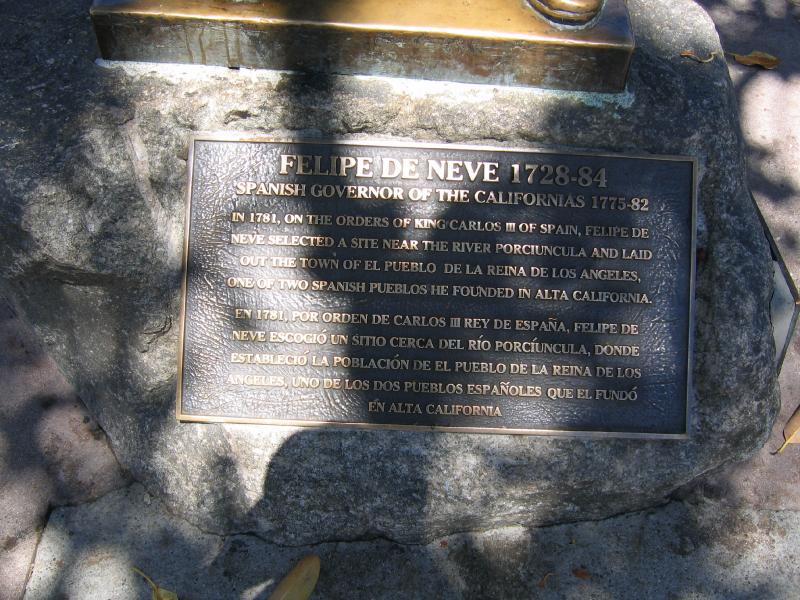 FELIPE DE NEVE 1728-84
SPANISH GOVERNOR OF THE CALIFORNIAS 1775-82
IN 1781, ON THE ORDERS OF KING CARLOS III OF SPAIN, FELIPE DE
NEVE SELECTED A SITE NEAR THE RIVER PORCIUNCULA AND LAID
OUT THE TOWN OF EL PUEBLO DE LA REINA DE LOS ANGELES,
ONE OF TWO SPANISH PUEBLOS HE FOUNDED IN ALTA CALIFORNIA.
EN 1781, POR ORDEN DE CARLOS III REY DE ESPAÑA, FELIPE DE
NEVE ESCOGIÓ UN SITIO CERCA DEL RÍO PORCÍUNCULA, DONDE
ESTABLECIÓ LA POBLACIÓN DE EL PUEBLO DE LA REINA DE LOS
ANGELES, UNO DE LOS DOS PUEBLOS ESPAÑOLES QUE EL FUNDÓ
EN ALTA CALIFORNIA